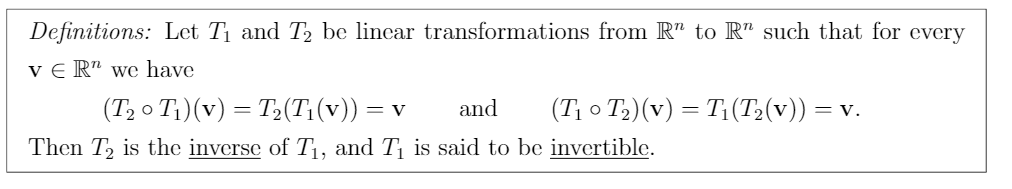 Definitions: Let T₁ and T₂ be linear transformations from ℝⁿ to ℝⁿ such that for every
v ∈ ℝⁿ we have
(T₂ ∘ T₁)(v) = T₂(T₁(v)) = v and (T₁ ∘ T₂)(v) = T₁(T₂(v)) = v.
Then T₂ is the inverse of T₁, and T₁ is said to be invertible.